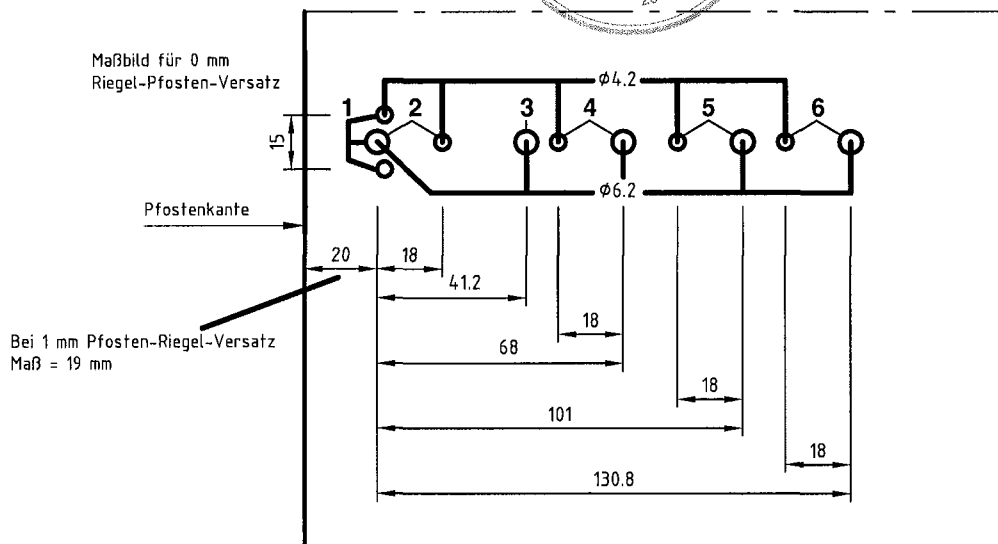 Maßbild für 0 mm
Riegel-Pfosten-Versatz
ϕ4.2
1 2 3 4 5 6
15
ϕ6.2
Pfostenkante
20 18
41.2
Bei 1 mm Pfosten-Riegel-Versatz
Maß = 19 mm
18
68
18
101
18
130.8